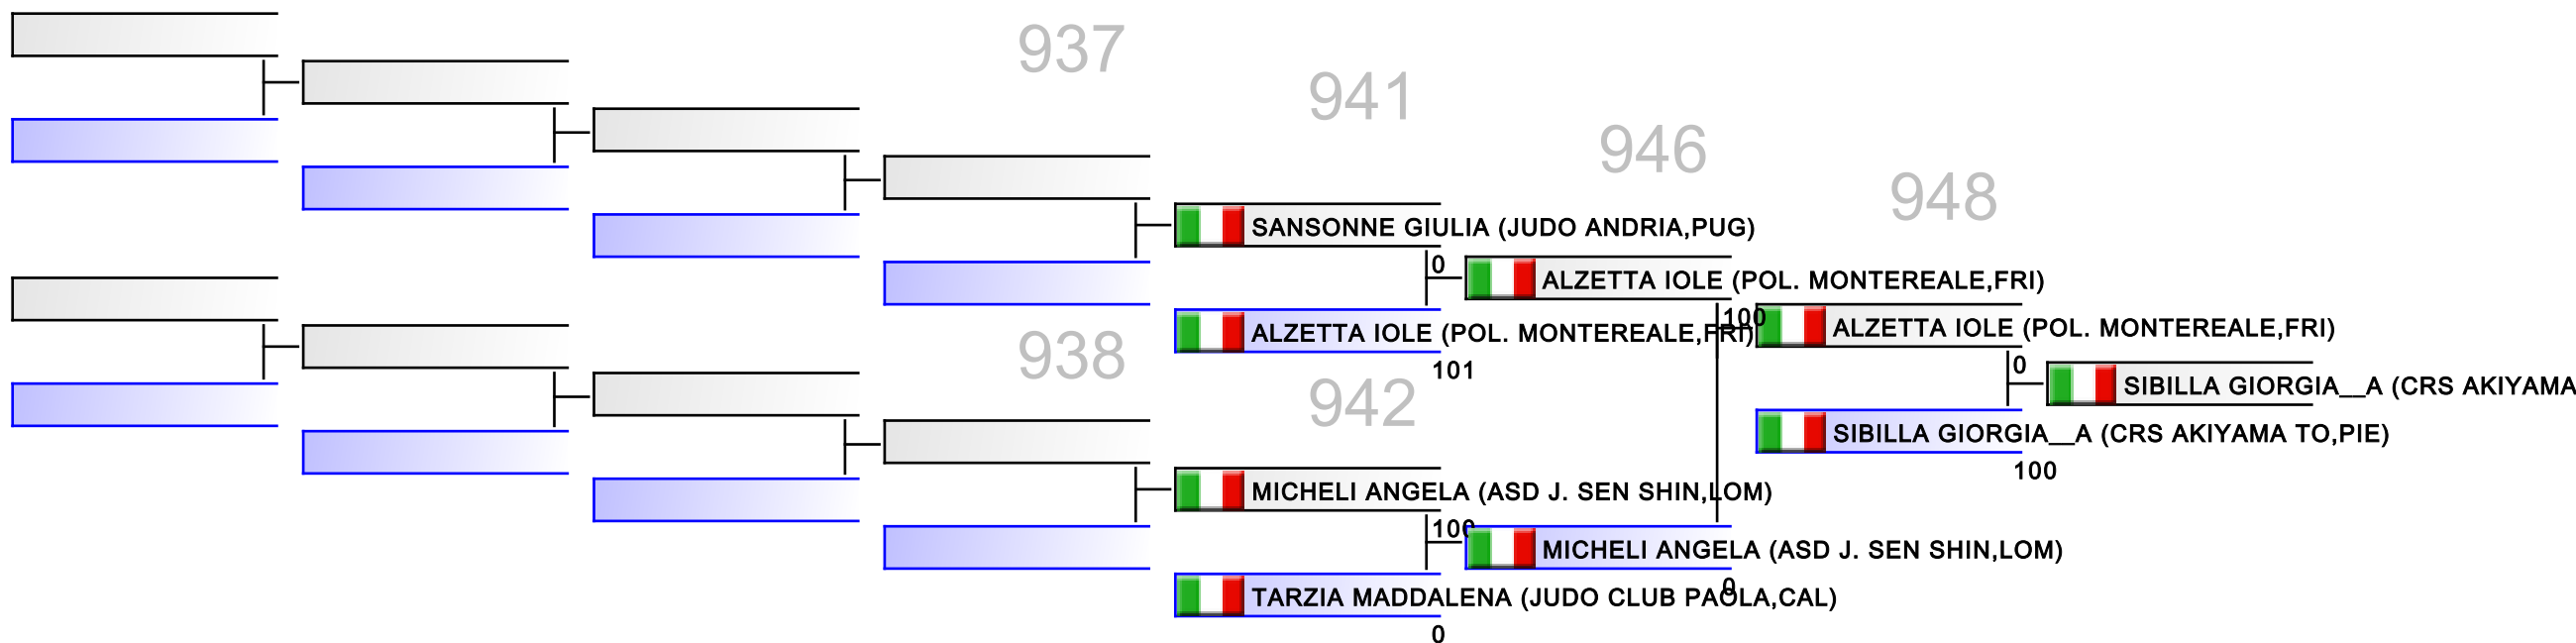 937
941
946
948
SANSONNE GIULIA (JUDO ANDRIA,PUG)
0
ALZETTA IOLE (POL. MONTEREALE,FRI)
ALZETTA IOLE (POL. MONTEREALE,FRI)
101
100
ALZETTA IOLE (POL. MONTEREALE,FRI)
0
SIBILLA GIORGIA__A (CRS AKIYAMA
SIBILLA GIORGIA__A (CRS AKIYAMA TO,PIE)
100
938
942
MICHELI ANGELA (ASD J. SEN SHIN,LOM)
100
MICHELI ANGELA (ASD J. SEN SHIN,LOM)
0
TARZIA MADDALENA (JUDO CLUB PAOLA,CAL)
0